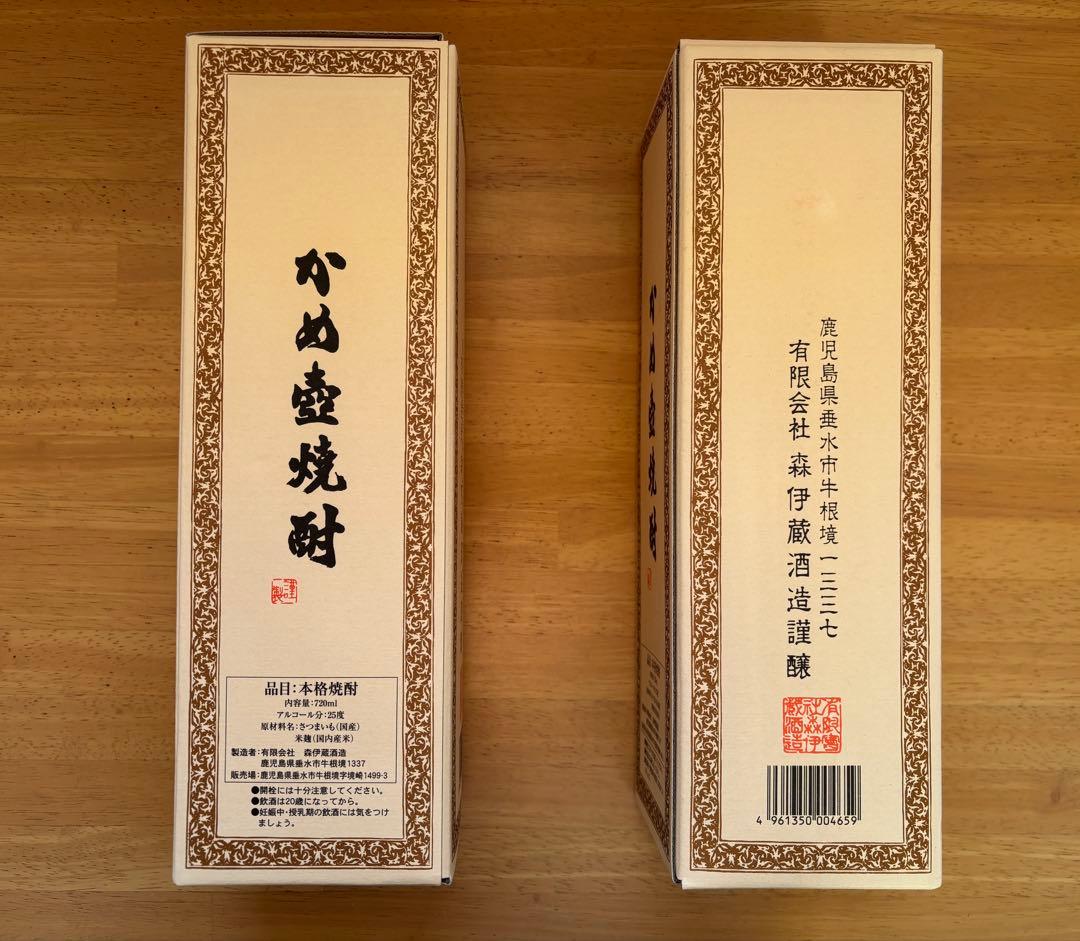 かめ壺焼酎
謹製
品目:本格焼酎
内容量:720ml
アルコール分:25度
原材料名:さつまいも(国産)
米麹(国内産米)
製造者:有限会社 森伊蔵酒造
鹿児島県垂水市牛根境1337
販売場:鹿児島県垂水市牛根境字境崎1499-3
●開栓には十分注意してください。
●飲酒は20歳になってから。
●妊娠中・授乳期の飲酒には気をつけ
ましょう。
かめ壺焼酎
鹿児島県垂水市牛根境一三三七
有限会社 森伊蔵酒造謹醸
4 961350 004659